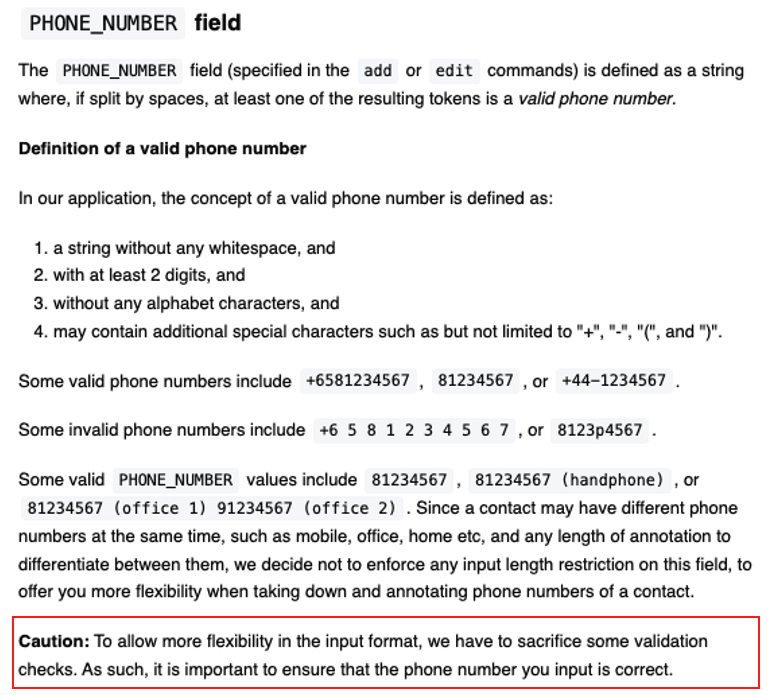 PHONE_NUMBER field
The PHONE_NUMBER field (specified in the add or edit commands) is defined as a string
where, if split by spaces, at least one of the resulting tokens is a valid phone number.
Definition of a valid phone number
In our application, the concept of a valid phone number is defined as:
1. a string without any whitespace, and
2. with at least 2 digits, and
3. without any alphabet characters, and
4. may contain additional special characters such as but not limited to "+", "-", "(", and ")".
Some valid phone numbers include +6581234567 , 81234567 , or +44–1234567 .
Some invalid phone numbers include +6 5 8 1 2 3 4 5 6 7 , or 8123p4567 .
Some valid PHONE_NUMBER values include 81234567 , 81234567 (handphone) , or
81234567 (office 1) 91234567 (office 2) . Since a contact may have different phone
numbers at the same time, such as mobile, office, home etc, and any length of annotation to
differentiate between them, we decide not to enforce any input length restriction on this field, to
offer you more flexibility when taking down and annotating phone numbers of a contact.
Caution: To allow more flexibility in the input format, we have to sacrifice some validation
checks. As such, it is important to ensure that the phone number you input is correct.